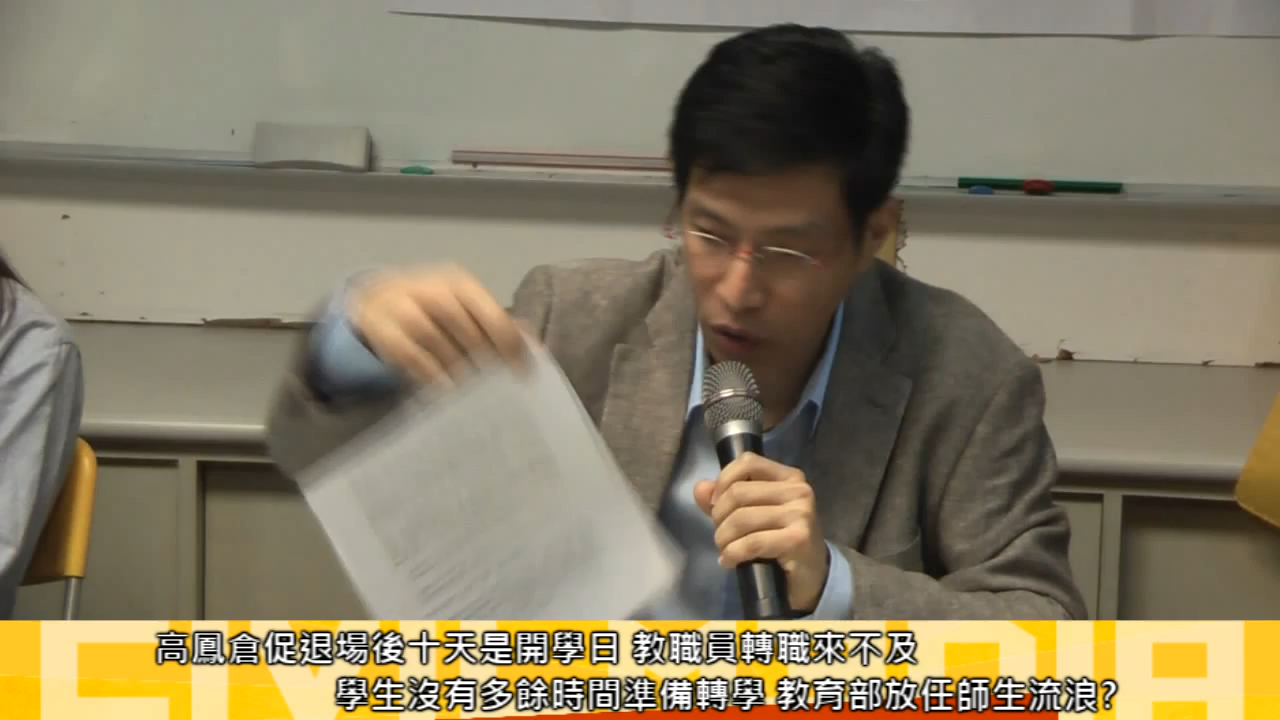 高鳳倉促退場後十天是開學日 教職員轉職來不及
學生沒有多餘時間準備轉學 教育部放任師生流浪?